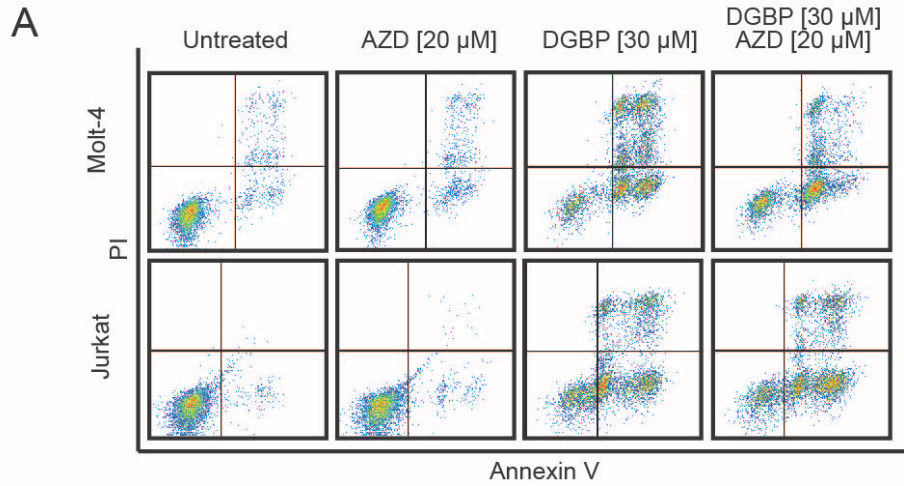 A
Untreated
AZD [20 µM]
DGBP [30 µM]
DGBP [30 µM]
AZD [20 µM]
Molt-4
Jurkat
PI
Annexin V